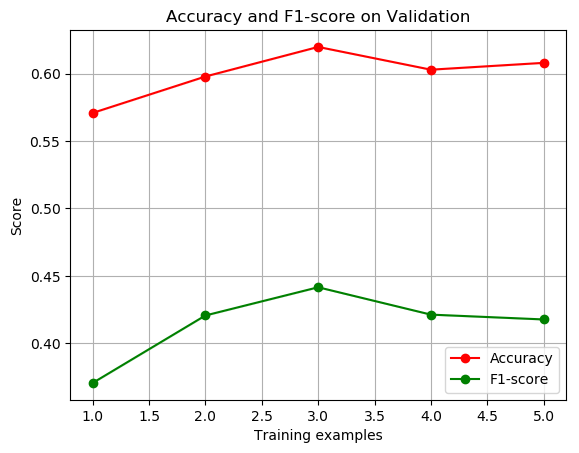 Accuracy and F1-score on Validation
Score
0.60
0.55
0.50
0.45
0.40
Accuracy
F1-score
1.0 1.5 2.0 2.5 3.0 3.5 4.0 4.5 5.0
Training examples